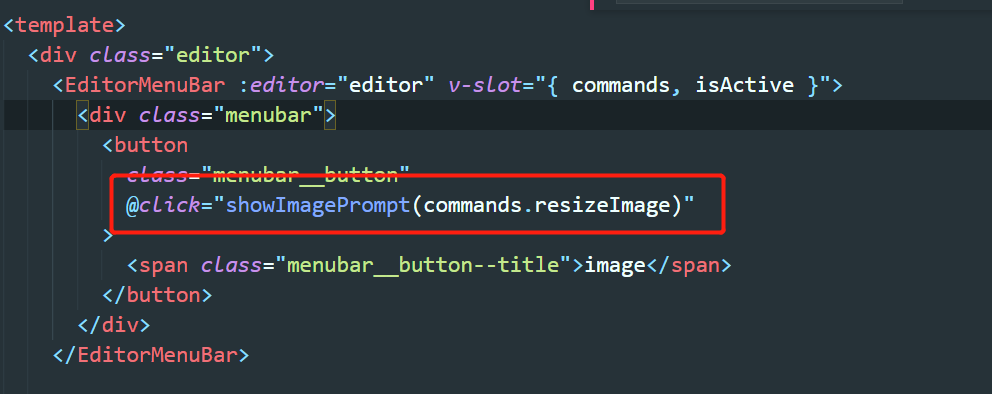 <template>
<div class="editor">
<EditorMenuBar :editor="editor" v-slot="{ commands, isActive }">
<div class="menubar">
<button
class="menubar__button"
@click="showImagePrompt(commands.resizeImage)"
>
<span class="menubar__button--title">image</span>
</button>
</div>
</EditorMenuBar>